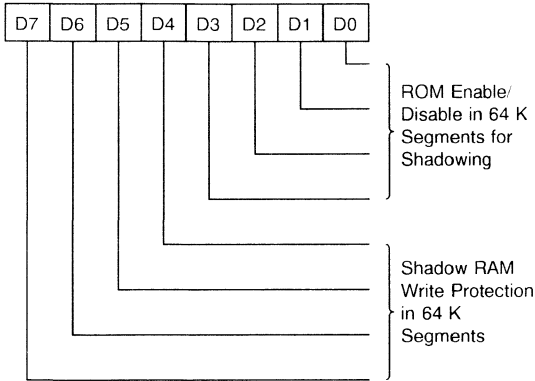 D7 D6 D5 D4 D3 D2 D1 D0
ROM Enable/
Disable in 64 K
Segments for
Shadowing
Shadow RAM
Write Protection
in 64 K
Segments